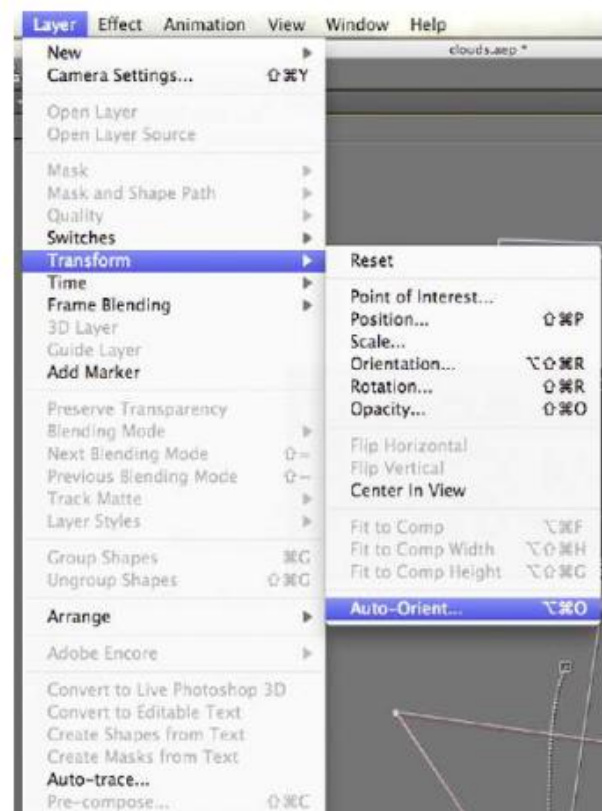 Layer Effect Animation View Window Help
clouds.aep *
New
Camera Settings... ⇧⌘Y
Open Layer
Open Layer Source
Mask
Mask and Shape Path
Quality
Switches
Transform
Time
Frame Blending
3D Layer
Guide Layer
Add Marker
Preserve Transparency
Blending Mode
Next Blending Mode ⇧=
Previous Blending Mode ⇧-
Track Matte
Layer Styles
Group Shapes ⌘G
Ungroup Shapes ⇧⌘G
Arrange
Adobe Encore
Convert to Live Photoshop 3D
Convert to Editable Text
Create Shapes from Text
Create Masks from Text
Auto-trace...
Pre-compose... ⇧⌘C
Reset
Point of Interest...
Position... ⇧⌘P
Scale...
Orientation... ⌥⇧⌘R
Rotation... ⇧⌘R
Opacity... ⇧⌘O
Flip Horizontal
Flip Vertical
Center In View
Fit to Comp ⌥⌘F
Fit to Comp Width ⌥⇧⌘H
Fit to Comp Height ⌥⇧⌘G
Auto-Orient... ⌥⌘O